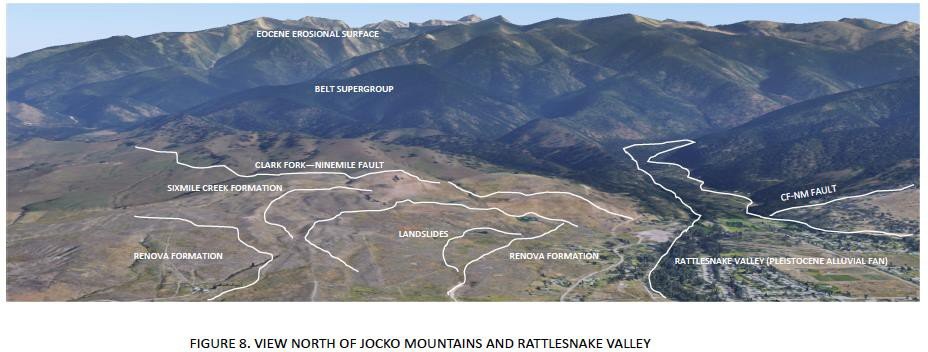 EOCENE EROSIONAL SURFACE
BELT SUPERGROUP
CLARK FORK—NINEMILE FAULT
SIXMILE CREEK FORMATION
CF-NM FAULT
LANDSLIDES
RENOVA FORMATION
RENOVA FORMATION
RATTLESNAKE VALLEY (PLEISTOCENE ALLUVIAL FAN)
FIGURE 8. VIEW NORTH OF JOCKO MOUNTAINS AND RATTLESNAKE VALLEY